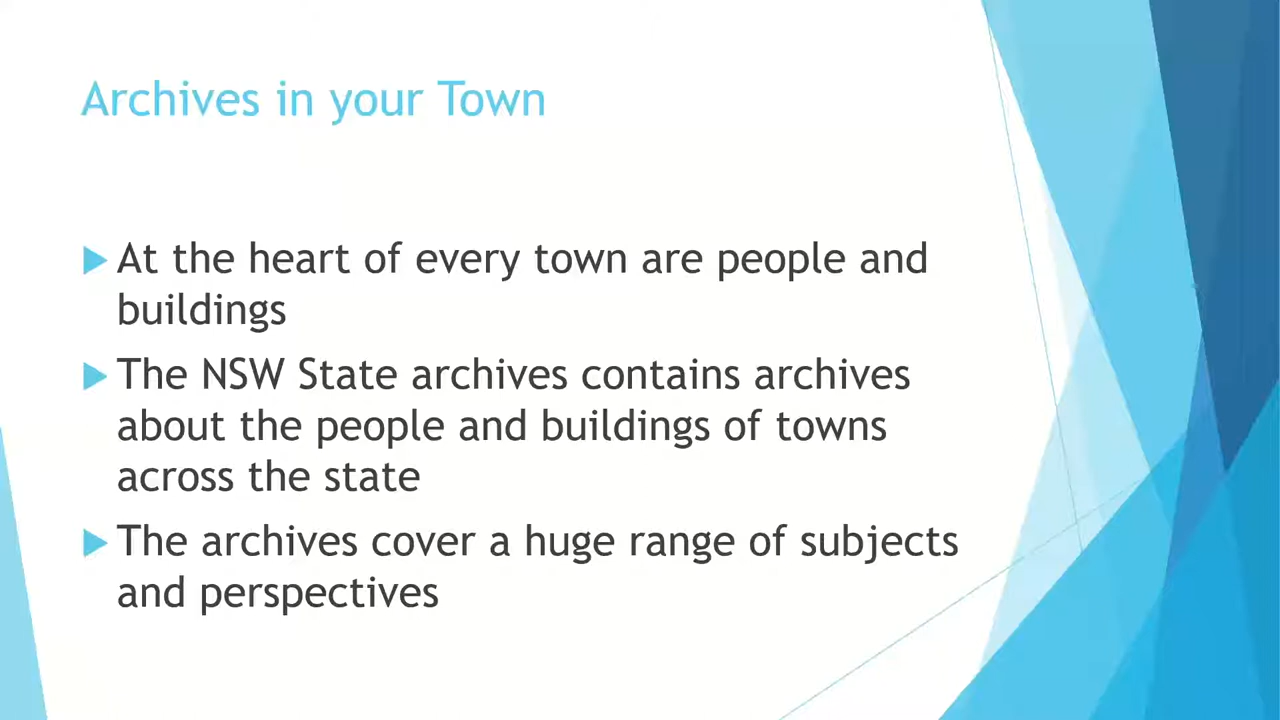 Archives in your Town
At the heart of every town are people and
buildings
The NSW State archives contains archives
about the people and buildings of towns
across the state
The archives cover a huge range of subjects
and perspectives